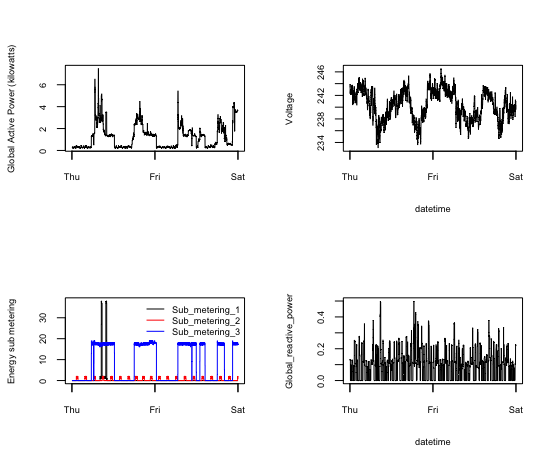 Global Active Power (kilowatts)
0 2 4 6
Thu Fri Sat
Voltage
234 238 242 246
Thu Fri Sat
datetime
Energy sub metering
0 10 20 30
Thu Fri Sat
Sub_metering_1
Sub_metering_2
Sub_metering_3
Global_reactive_power
0.0 0.2 0.4
Thu Fri Sat
datetime